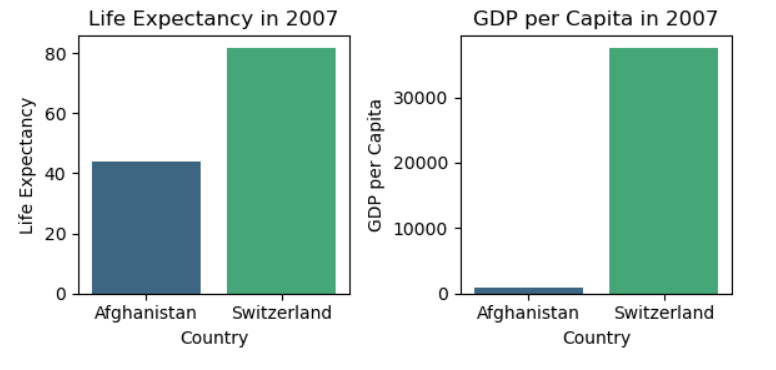 Life Expectancy in 2007
80
60
40
20
0
Life Expectancy
Afghanistan
Switzerland
Country
GDP per Capita in 2007
30000
20000
10000
0
GDP per Capita
Afghanistan
Switzerland
Country